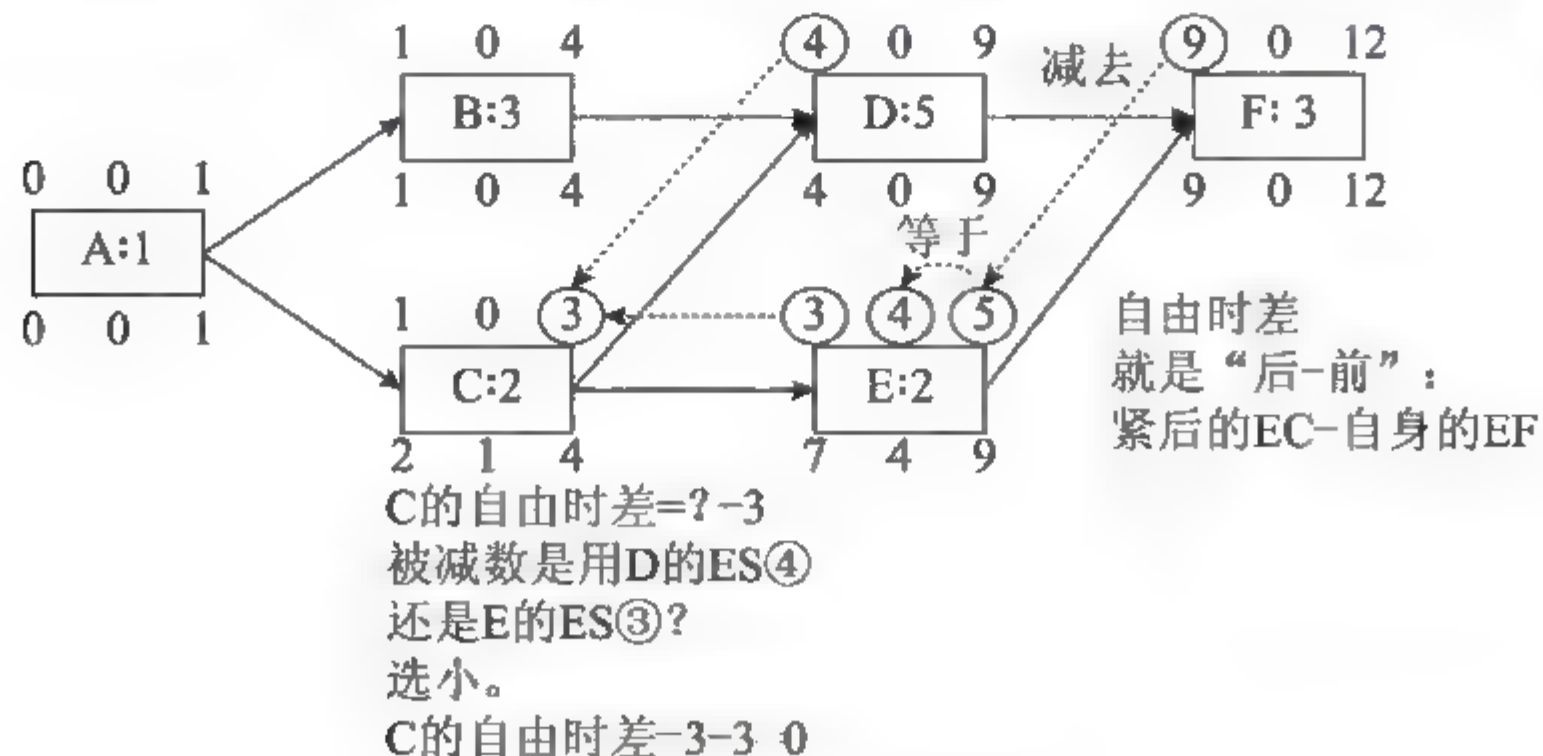 1 0 4
④ 0 9
⑨ 0 12
减去
B:3
D:5
F: 3
1 0 4
4 0 9
9 0 12
0 0 1
A:1
0 0 1
等于
1 0 ③
③ ④ ⑤
C:2
E:2
2 1 4
7 4 9
自由时差
就是“后-前”：
紧后的EC-自身的EF
C的自由时差=?-3
被减数是用D的ES④
还是E的ES③?
选小。
C的自由时差-3-3 0